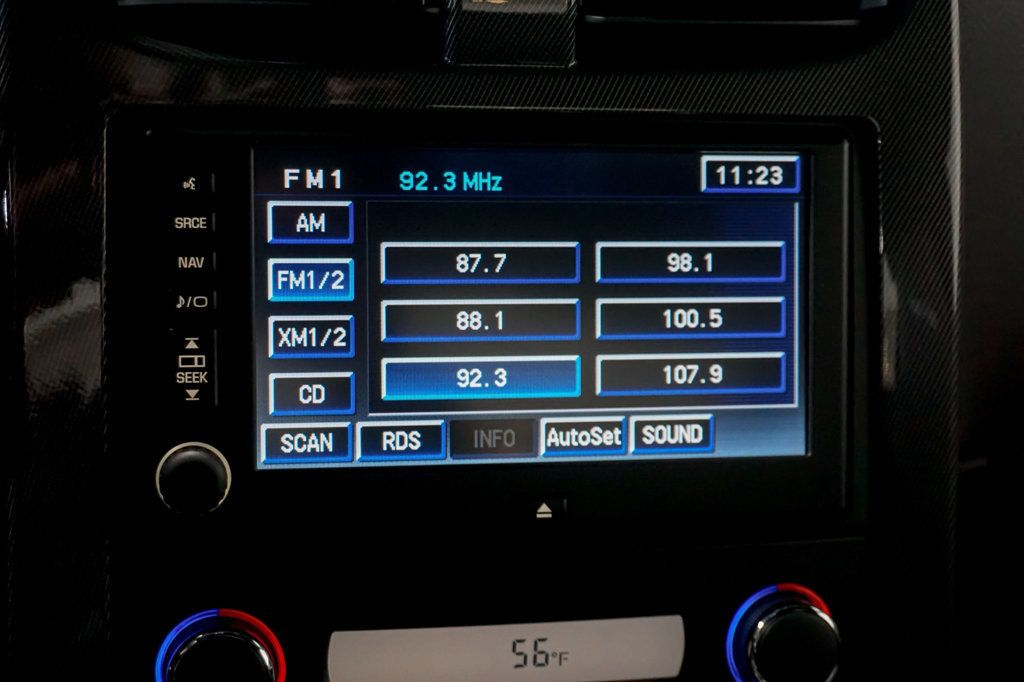 FM1 92.3 MHz 11:23
SRCE
NAV
SEEK
AM
FM1/2
XM1/2
CD
87.7 98.1
88.1 100.5
92.3 107.9
SCAN RDS INFO AutoSet SOUND
56°F